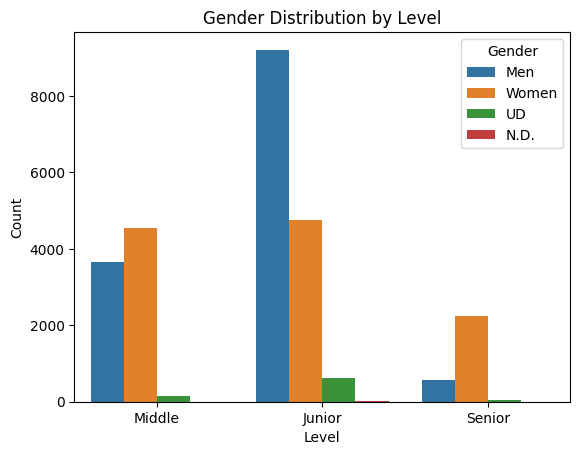 Gender Distribution by Level
Gender
Men
Women
UD
N.D.
Count
8000
6000
4000
2000
0
Middle
Junior
Senior
Level